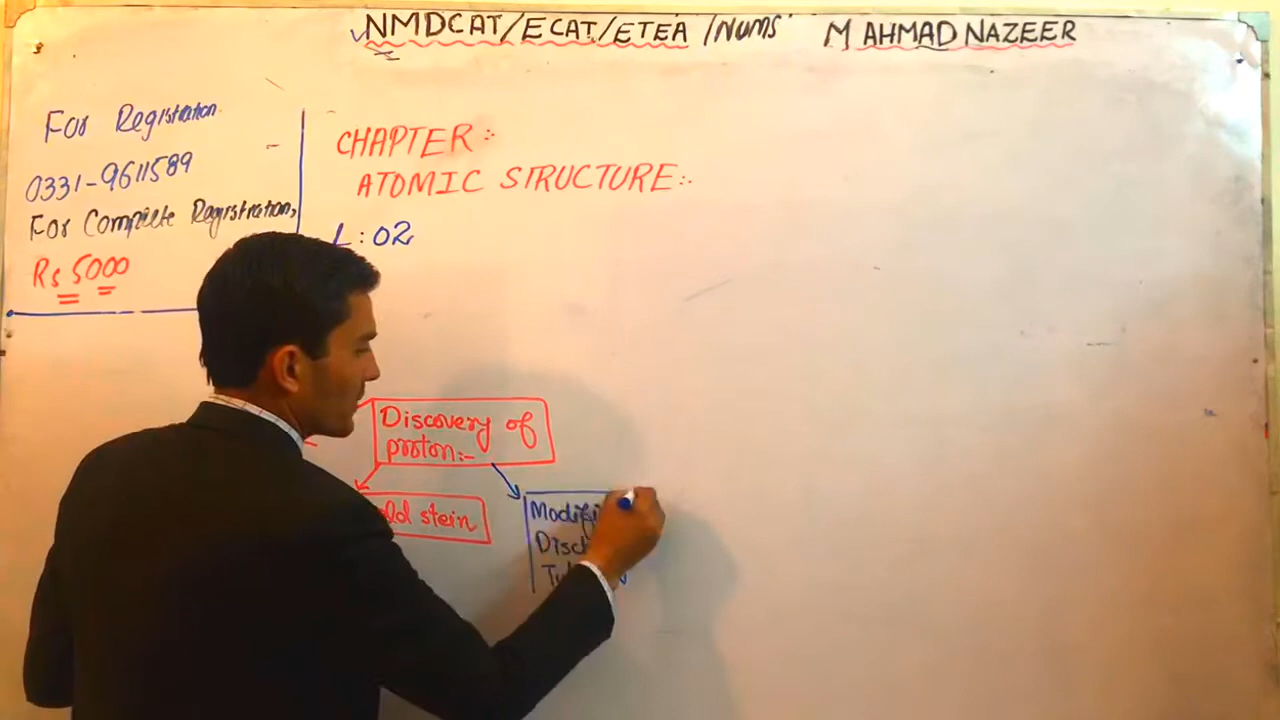 NMDCAT/ECAT/ETEA/NUMS M AHMAD NAZEER
For Registration
0331-9611589
For Complete Registration,
Rs 5000
CHAPTER:-
ATOMIC STRUCTURE:-
L:02
Discovery of
proton:-
old stein